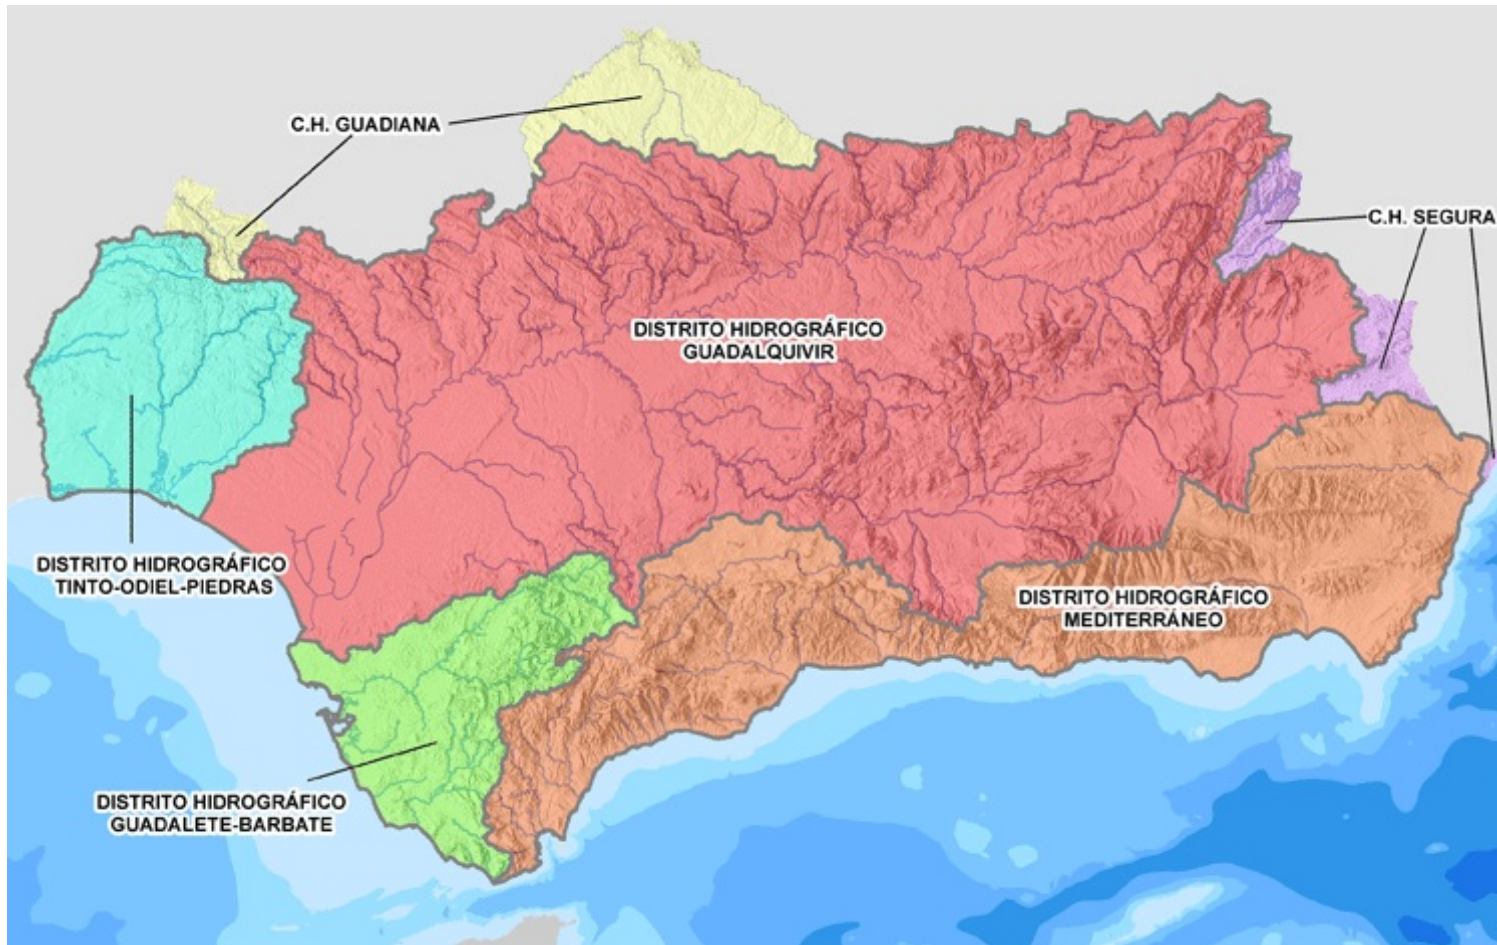 C.H. GUADIANA
C.H. SEGURA
DISTRITO HIDROGRÁFICO
GUADALQUIVIR
DISTRITO HIDROGRÁFICO
TINTO-ODIEL-PIEDRAS
DISTRITO HIDROGRÁFICO
MEDITERRÁNEO
DISTRITO HIDROGRÁFICO
GUADALETE-BARBATE